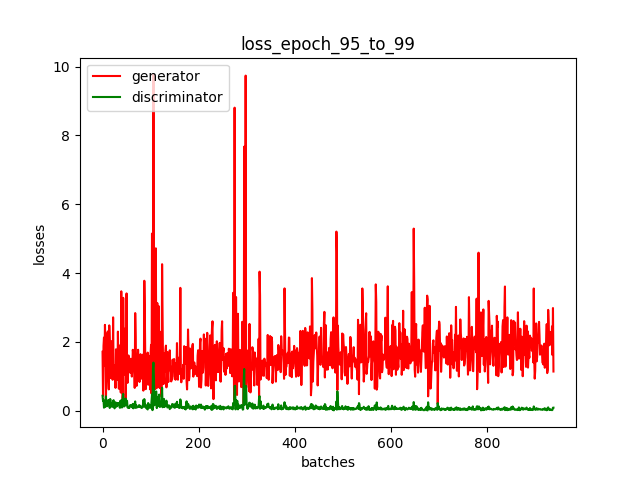 loss_epoch_95_to_99
generator
discriminator
losses
10
8
6
4
2
0
0 200 400 600 800
batches